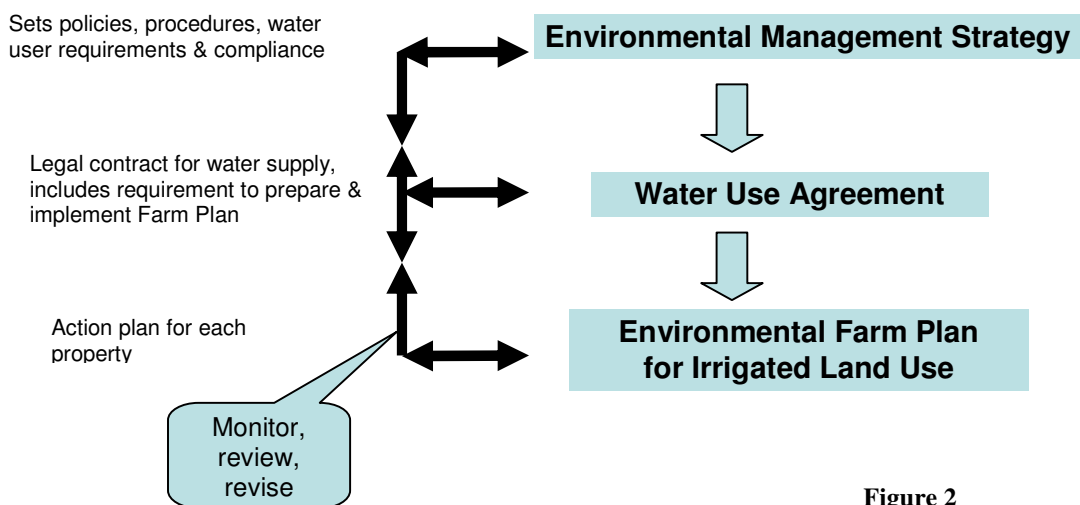 Sets policies, procedures, water
user requirements & compliance
Environmental Management Strategy
Legal contract for water supply,
includes requirement to prepare &
implement Farm Plan
Water Use Agreement
Action plan for each
property
Environmental Farm Plan
for Irrigated Land Use
Monitor,
review,
revise
Figure 2